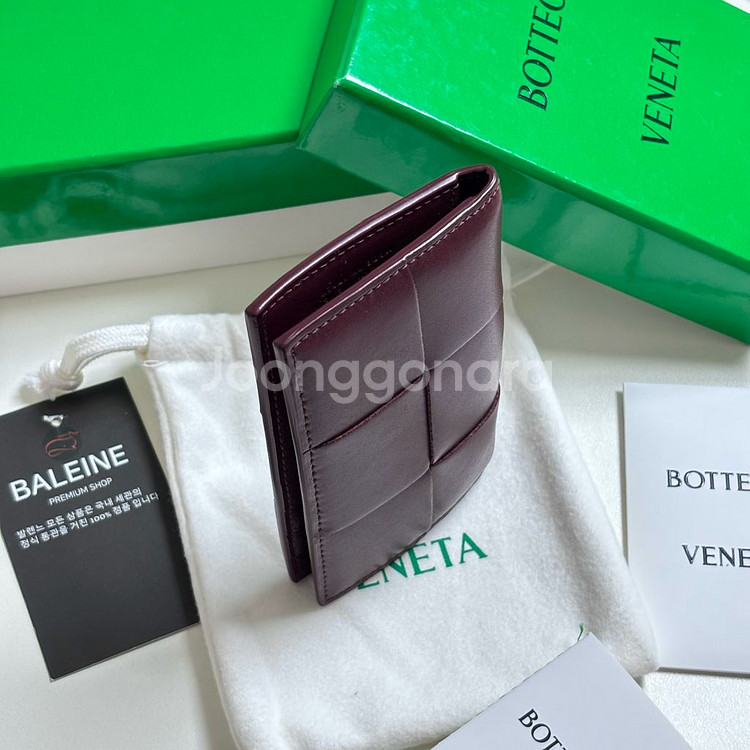 BOTTEG
VENETA
Joonggonara
BALEINE
PREMIUM SHOP
발렌느 모든 상품은 국내 세관의
정식 통관을 거친 100% 정품 입니다
VENETA
BOTTE
VENE
BOT